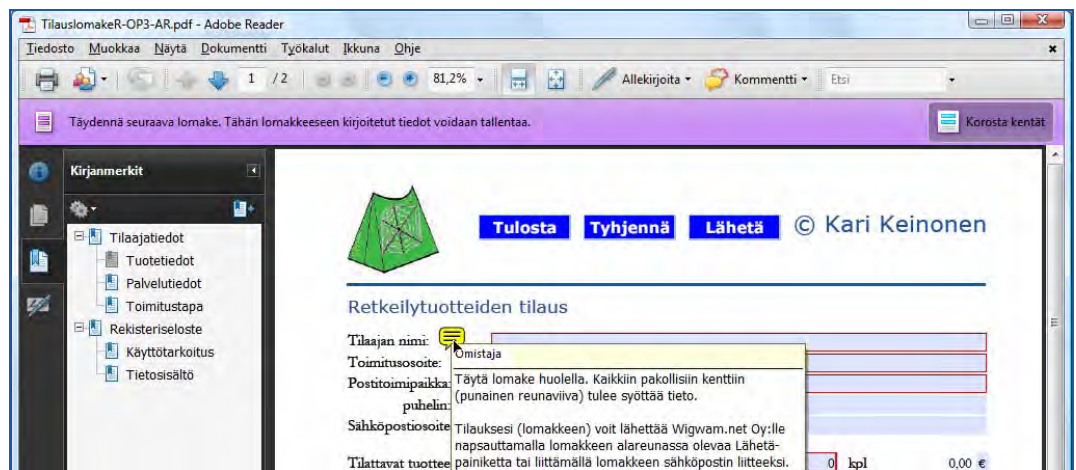 TilauslomakeR-OP3-AR.pdf - Adobe Reader
Tiedosto Muokkaa Näytä Dokumentti Työkalut Ikkuna Ohje
1 / 2 81,2% Allekirjoita Kommentti Etsi
Täydennä seuraava lomake. Tähän lomakkeeseen kirjoitetut tiedot voidaan tallentaa.
Korosta kentät
Kirjanmerkit
Tilaajatiedot
Tuotetiedot
Palvelutiedot
Toimitustapa
Rekisteriseloste
Käyttötarkoitus
Tietosisältö
Tulosta Tyhjennä Lähetä © Kari Keinonen
Retkeilytuotteiden tilaus
Tilaajan nimi:
Toimitusosoite:
Postitoimipaikka:
puhelin:
Sähköpostiosoite
Omistaja
Täytä lomake huolella. Kaikkiin pakollisiin kenttiin
(punainen reunaviiva) tulee syöttää tieto.
Tilauksesi (lomakkeen) voit lähettää Wigwam.net Oy:lle
napsauttamalla lomakkeen alareunassa olevaa Lähetä-
painiketta tai liittämällä lomakkeen sähköpostin liitteeksi.
Tilattavat tuottee 0 kpl 0,00 €